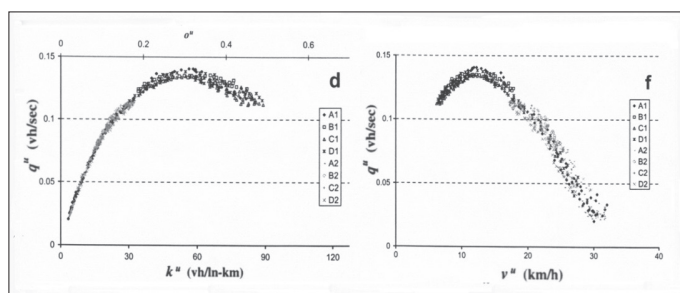 o^u
0 0.2 0.4 0.6
0.15
0.1
0.05
0
q^u (vh/sec)
d
A1
B1
C1
D1
A2
B2
C2
D2
0 30 60 90 120
k^u (vh/ln-km)
0.15
0.1
0.05
0
q^u (vh/sec)
f
A1
B1
C1
D1
A2
B2
C2
D2
0 10 20 30 40
v^u (km/h)